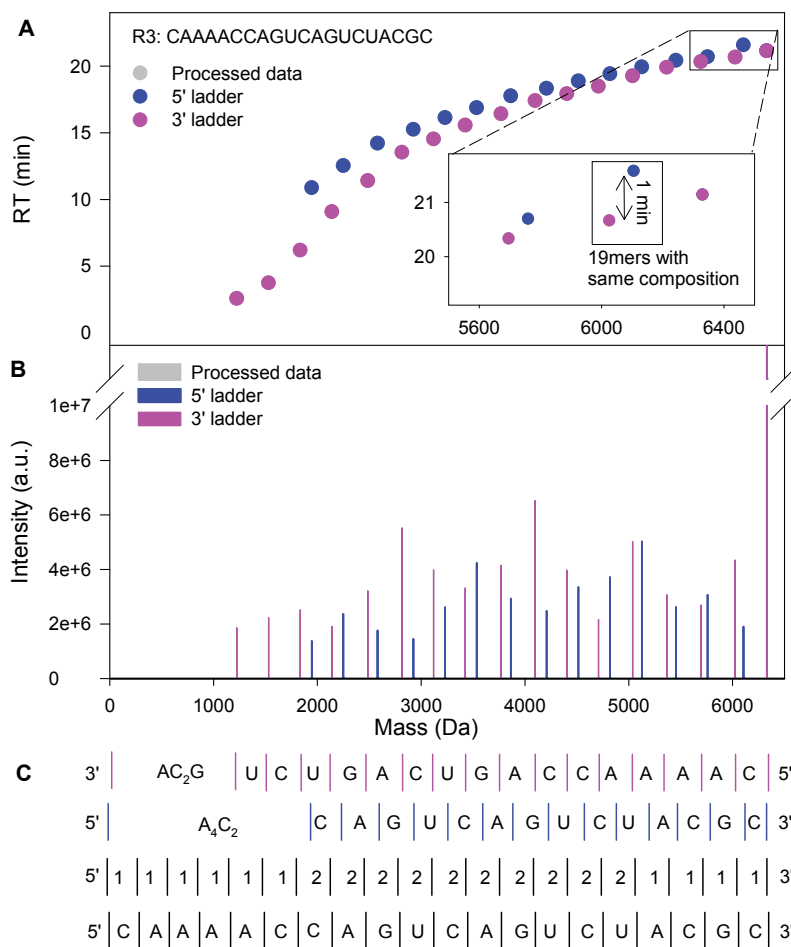 A
R3: CAAAACCAGUCAGUCUACGC
Processed data
5' ladder
3' ladder
RT (min)
20
15
10
5
0
21
20
1 min
19mers with
same composition
5600 6000 6400
B
Processed data
5' ladder
3' ladder
Intensity (a.u.)
1e+7
8e+6
6e+6
4e+6
2e+6
0
0 1000 2000 3000 4000 5000 6000
Mass (Da)
C
3' AC₂G U C U G A C U G A C C A A A A C 5'
5' A₄C₂ C A G U C A G U C U A C G C 3'
5' 1 1 1 1 1 1 2 2 2 2 2 2 2 2 2 2 1 1 1 1 3'
5' C A A A A C C A G U C A G U C U A C G C 3'